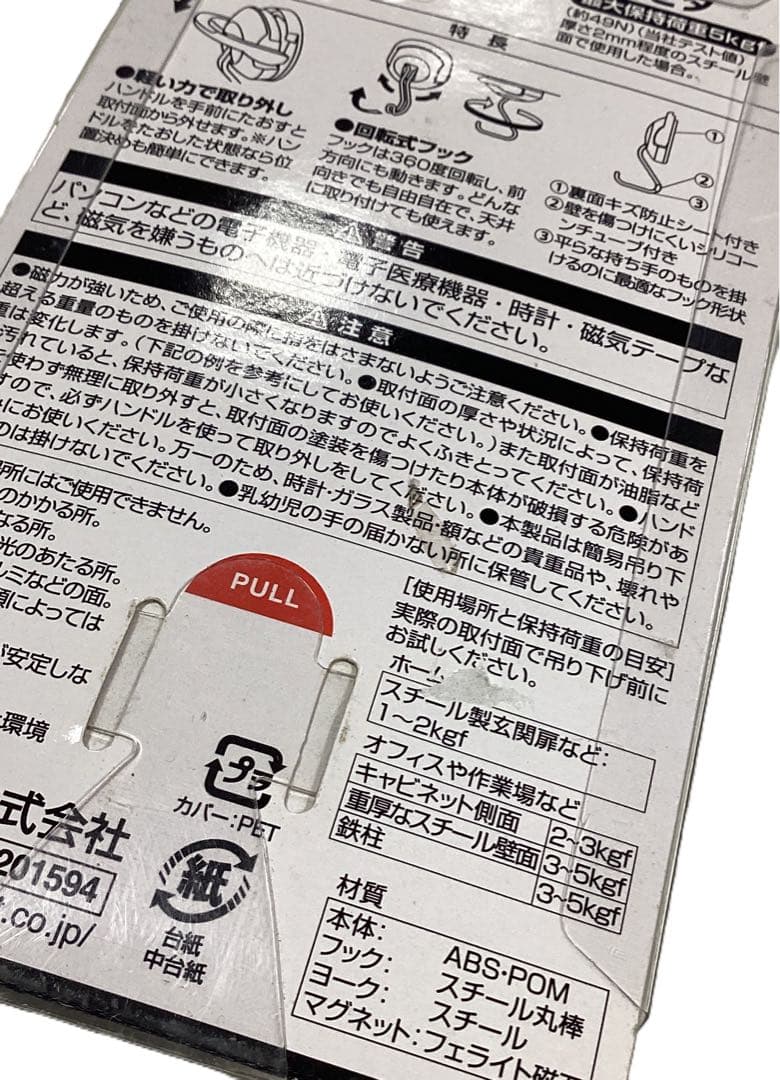 最大保持荷重5kgf
(約49N)(当社テスト値)
厚さ2mm程度のスチール壁
面で使用した場合。
特長
●軽い力で取り外し
ハンドルを手前にたおすと
取付面から外せます。※ハン
ドルをたおした状態なら位
置決めも簡単にできます。
●回転式フック
フックは360度回転し、前
方向にも動きます。どんな
向きでも自由自在で、天井
に取り付けても使えます。
①
②
③
①裏面キズ防止シート付き
②壁を傷つけにくいシリコー
ンチューブ付き
③平らな持ち手のものを掛
けるのに最適なフック形状
警告
パソコンなどの電子機器・電子医療機器・時計・磁気テープな
ど、磁気を嫌うものへは近づけないでください。
注意
●磁力が強いため、ご使用の際に指をはさまないようご注意ください。●保持荷重を
超える重量のものを掛けないでください。●取付面の厚さや状況によって、保持荷
重は変化します。(下記の例を参考にしてお使いください。)また取付面が油脂など
汚れていると、保持荷重が小さくなりますのでよくふきとってください。●ハンド
使わず無理に取り外すと、取付面の塗装を傷つけたり本体が破損する危険があ
すので、必ずハンドルを使って取り外しをしてください。●本製品は簡易吊り下
にお使いください。万一のため、時計・ガラス製品・額などの貴重品や、壊れや
のは掛けないでください。●乳幼児の手の届かない所に保管してください。
所にはご使用できません。
のかかる所。
なる所。
光のあたる所。
ルミなどの面。
類によっては
が安定しな
環境
PULL
プラ
カバー:PET
式会社
201594
.co.jp/
紙
台紙
中台紙
[使用場所と保持荷重の目安]
実際の取付面で吊り下げ前に
お試しください。
ホーム
スチール製玄関扉など:
1~2kgf
オフィスや作業場など
キャビネット側面 2~3kgf
重厚なスチール壁面 3~5kgf
鉄柱 3~5kgf
材質
本体: ABS・POM
フック: スチール丸棒
ヨーク: スチール
マグネット:フェライト磁